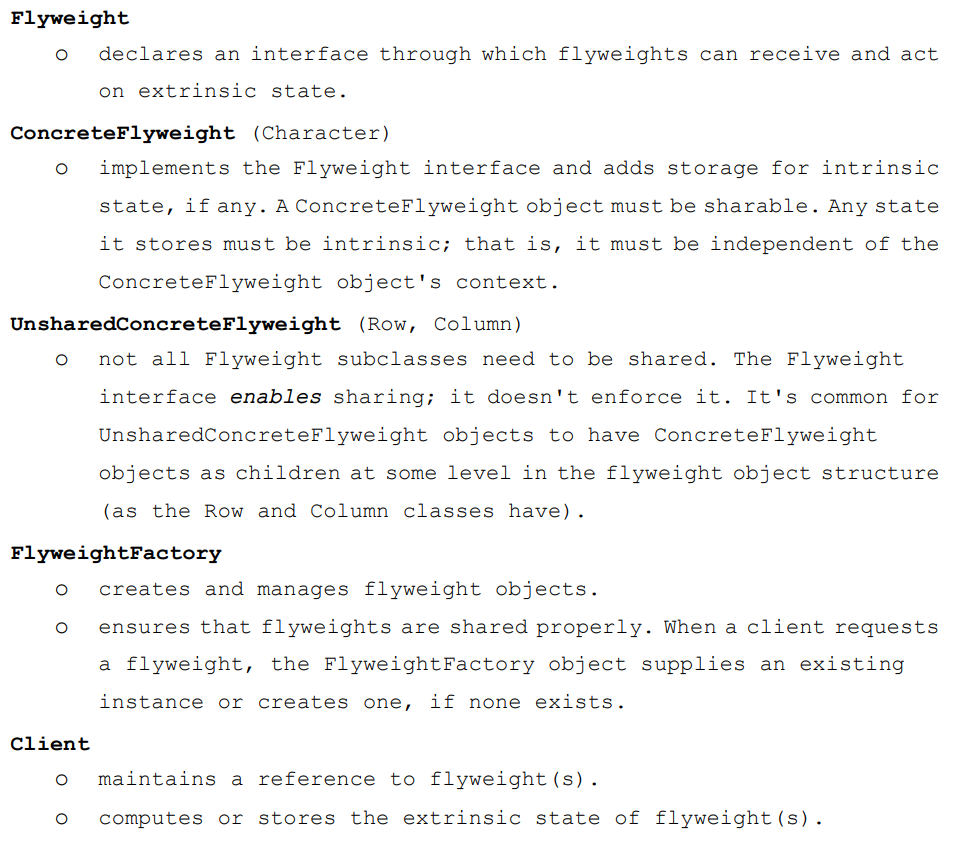 Flyweight
o declares an interface through which flyweights can receive and act
on extrinsic state.
ConcreteFlyweight (Character)
o implements the Flyweight interface and adds storage for intrinsic
state, if any. A ConcreteFlyweight object must be sharable. Any state
it stores must be intrinsic; that is, it must be independent of the
ConcreteFlyweight object's context.
UnsharedConcreteFlyweight (Row, Column)
o not all Flyweight subclasses need to be shared. The Flyweight
interface enables sharing; it doesn't enforce it. It's common for
UnsharedConcreteFlyweight objects to have ConcreteFlyweight
objects as children at some level in the flyweight object structure
(as the Row and Column classes have).
FlyweightFactory
o creates and manages flyweight objects.
o ensures that flyweights are shared properly. When a client requests
a flyweight, the FlyweightFactory object supplies an existing
instance or creates one, if none exists.
Client
o maintains a reference to flyweight(s).
o computes or stores the extrinsic state of flyweight(s).